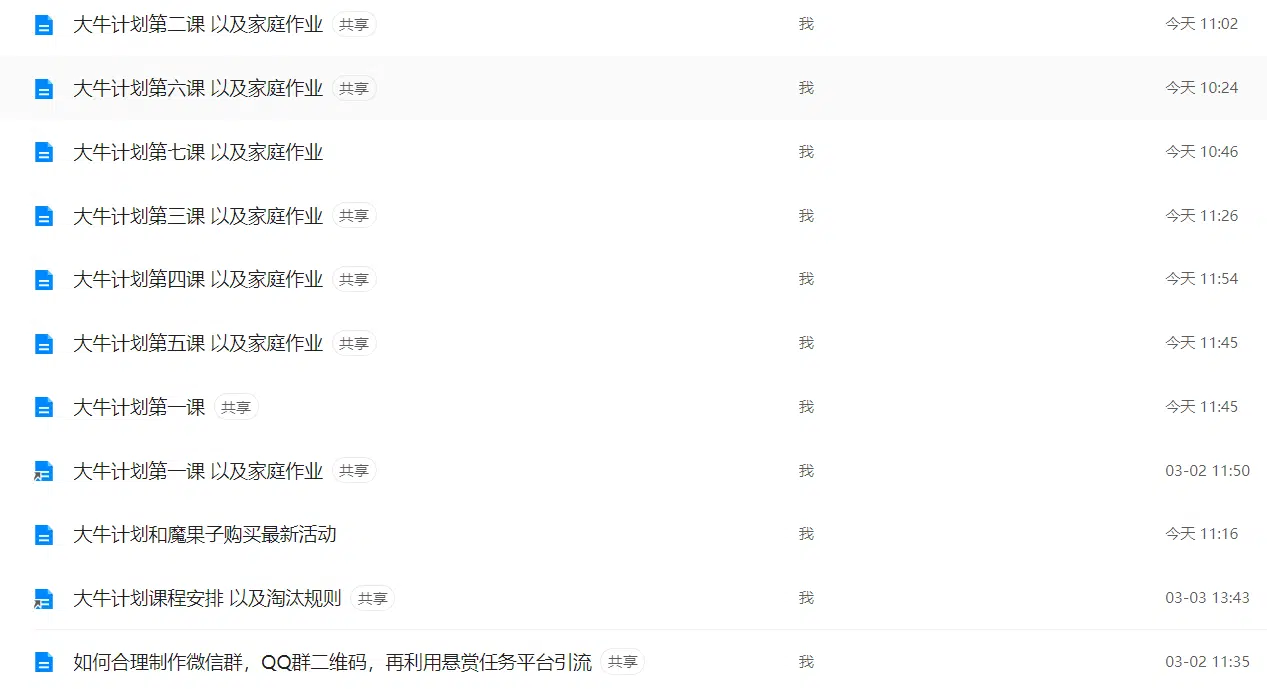 大牛计划第二课 以及家庭作业 共享 我 今天 11:02
大牛计划第六课 以及家庭作业 共享 我 今天 10:24
大牛计划第七课 以及家庭作业 我 今天 10:46
大牛计划第三课 以及家庭作业 共享 我 今天 11:26
大牛计划第四课 以及家庭作业 共享 我 今天 11:54
大牛计划第五课 以及家庭作业 共享 我 今天 11:45
大牛计划第一课 共享 我 今天 11:45
大牛计划第一课 以及家庭作业 共享 我 03-02 11:50
大牛计划和魔果子购买最新活动 我 今天 11:16
大牛计划课程安排 以及淘汰规则 共享 我 03-03 13:43
如何合理制作微信群，QQ群二维码，再利用悬赏任务平台引流 共享 我 03-02 11:35